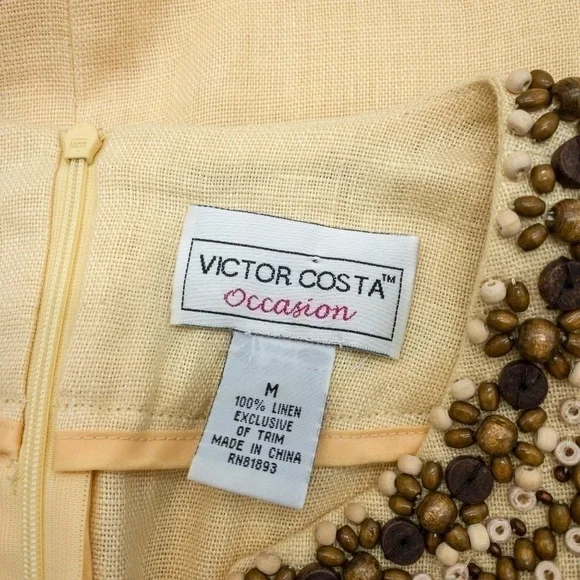 VICTOR COSTA™
Occasion
M
100% LINEN
EXCLUSIVE
OF TRIM
MADE IN CHINA
RN81893